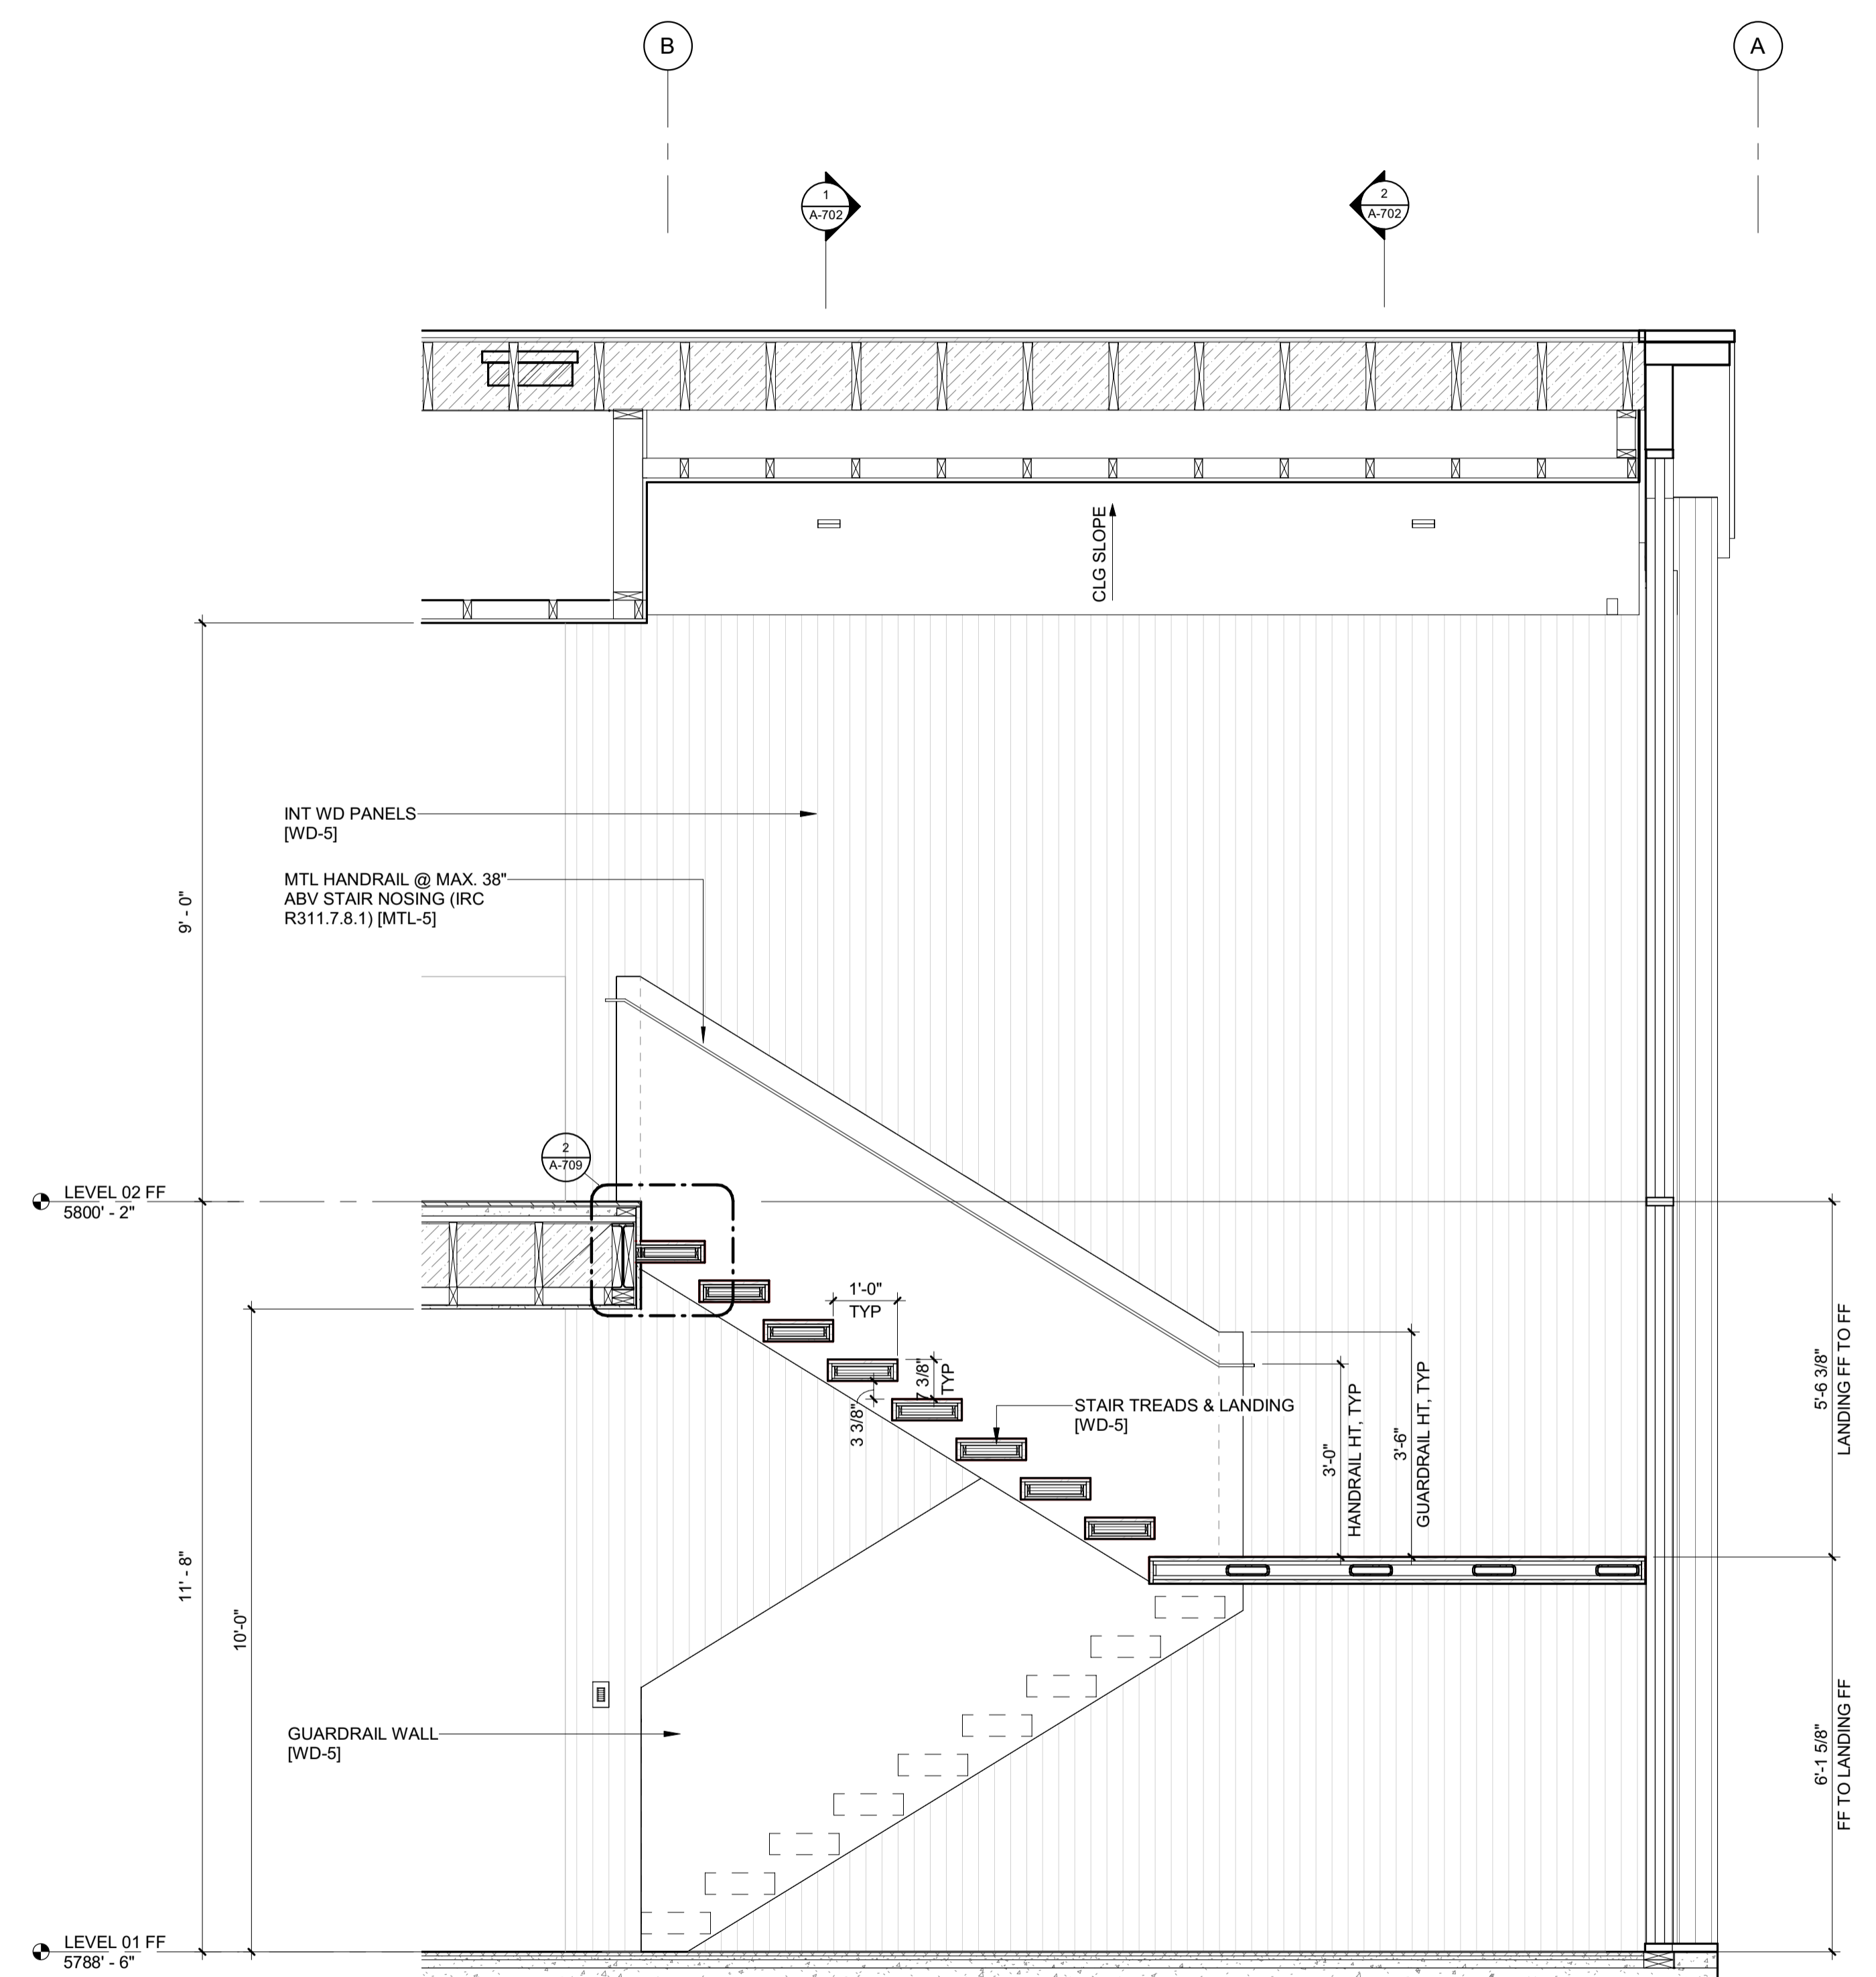 B
A
1
A-702
2
A-702
CLG SLOPE
INT WD PANELS
[WD-5]
MTL HANDRAIL @ MAX. 38"
ABV STAIR NOSING (IRC
R311.7.8.1) [MTL-5]
9' - 0"
2
A-709
LEVEL 02 FF
5800' - 2"
1'-0"
TYP
7 3/8"
TYP
3 3/8"
STAIR TREADS & LANDING
[WD-5]
3'-0"
HANDRAIL HT, TYP
3'-6"
GUARDRAIL HT, TYP
5'-6 3/8"
LANDING FF TO FF
11' - 8"
10'-0"
GUARDRAIL WALL
[WD-5]
6'-1 5/8"
FF TO LANDING FF
LEVEL 01 FF
5788' - 6"